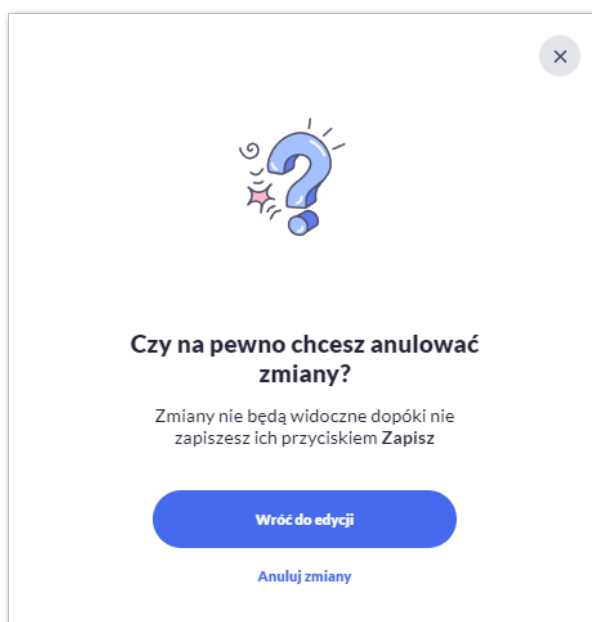 Czy na pewno chcesz anulować
zmiany?
Zmiany nie będą widoczne dopóki nie
zapiszesz ich przyciskiem Zapisz
Wróć do edycji
Anuluj zmiany